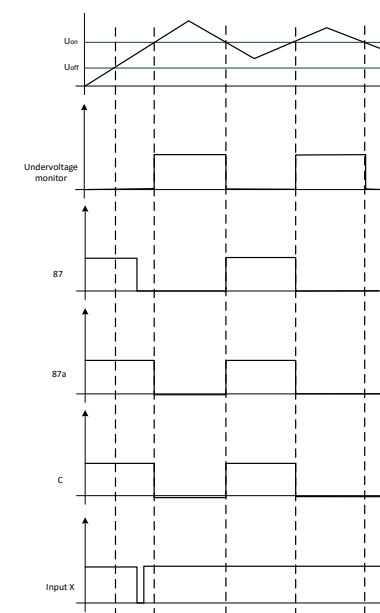 Uon
Uoff
Undervoltage
monitor
87
87a
C
Input X